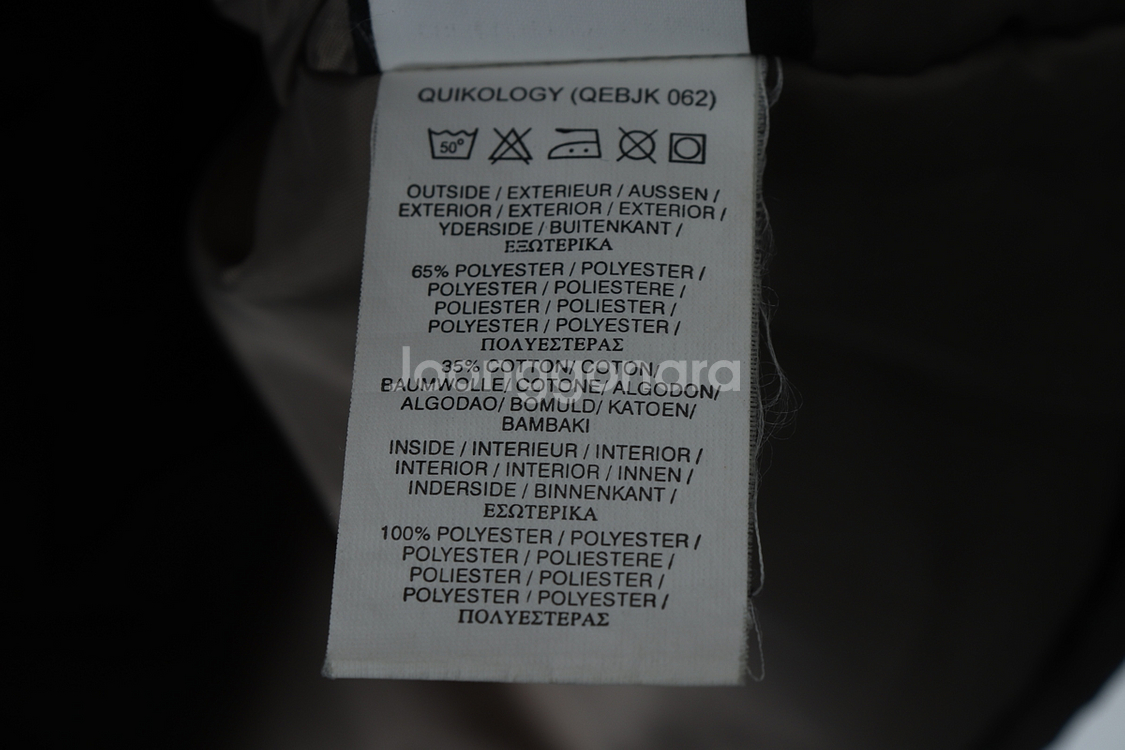 QUIKOLOGY (QEBJK 062)
50°
OUTSIDE / EXTERIEUR / AUSSEN /
EXTERIOR / EXTERIOR / EXTERIOR /
YDERSIDE / BUITENKANT /
ΕΞΩΤΕΡΙΚΑ
65% POLYESTER / POLYESTER /
POLYESTER / POLIESTERE /
POLIESTER / POLIESTER /
POLYESTER / POLYESTER /
ΠΟΛΥΕΣΤΕΡΑΣ
35% COTTON/ COTON/
BAUMWOLLE/ COTONE/ ALGODON/
ALGODAO/ BOMULD/ KATOEN/
BAMBAKI
INSIDE / INTERIEUR / INTERIOR /
INTERIOR / INTERIOR / INNEN /
INDERSIDE / BINNENKANT /
ΕΣΩΤΕΡΙΚΑ
100% POLYESTER / POLYESTER /
POLYESTER / POLIESTERE /
POLIESTER / POLIESTER /
POLYESTER / POLYESTER /
ΠΟΛΥΕΣΤΕΡΑΣ